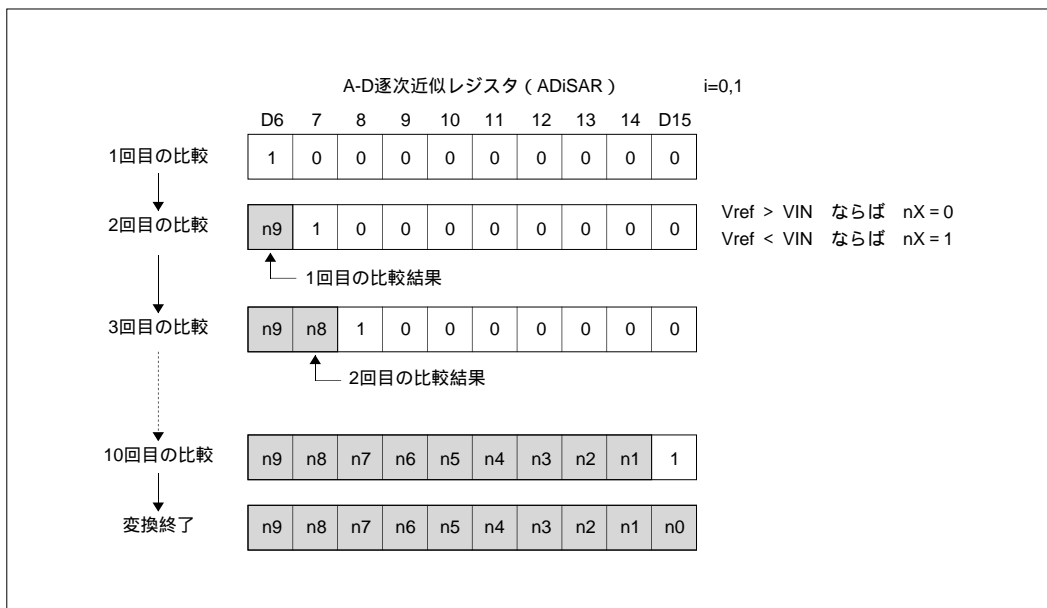 A-D逐次近似レジスタ（ADiSAR） i=0,1
D6 7 8 9 10 11 12 13 14 D15
1回目の比較 1 0 0 0 0 0 0 0 0 0
2回目の比較 n9 1 0 0 0 0 0 0 0 0
Vref > VIN ならば nX = 0
Vref < VIN ならば nX = 1
1回目の比較結果
3回目の比較 n9 n8 1 0 0 0 0 0 0 0
2回目の比較結果
10回目の比較 n9 n8 n7 n6 n5 n4 n3 n2 n1 1
変換終了 n9 n8 n7 n6 n5 n4 n3 n2 n1 n0